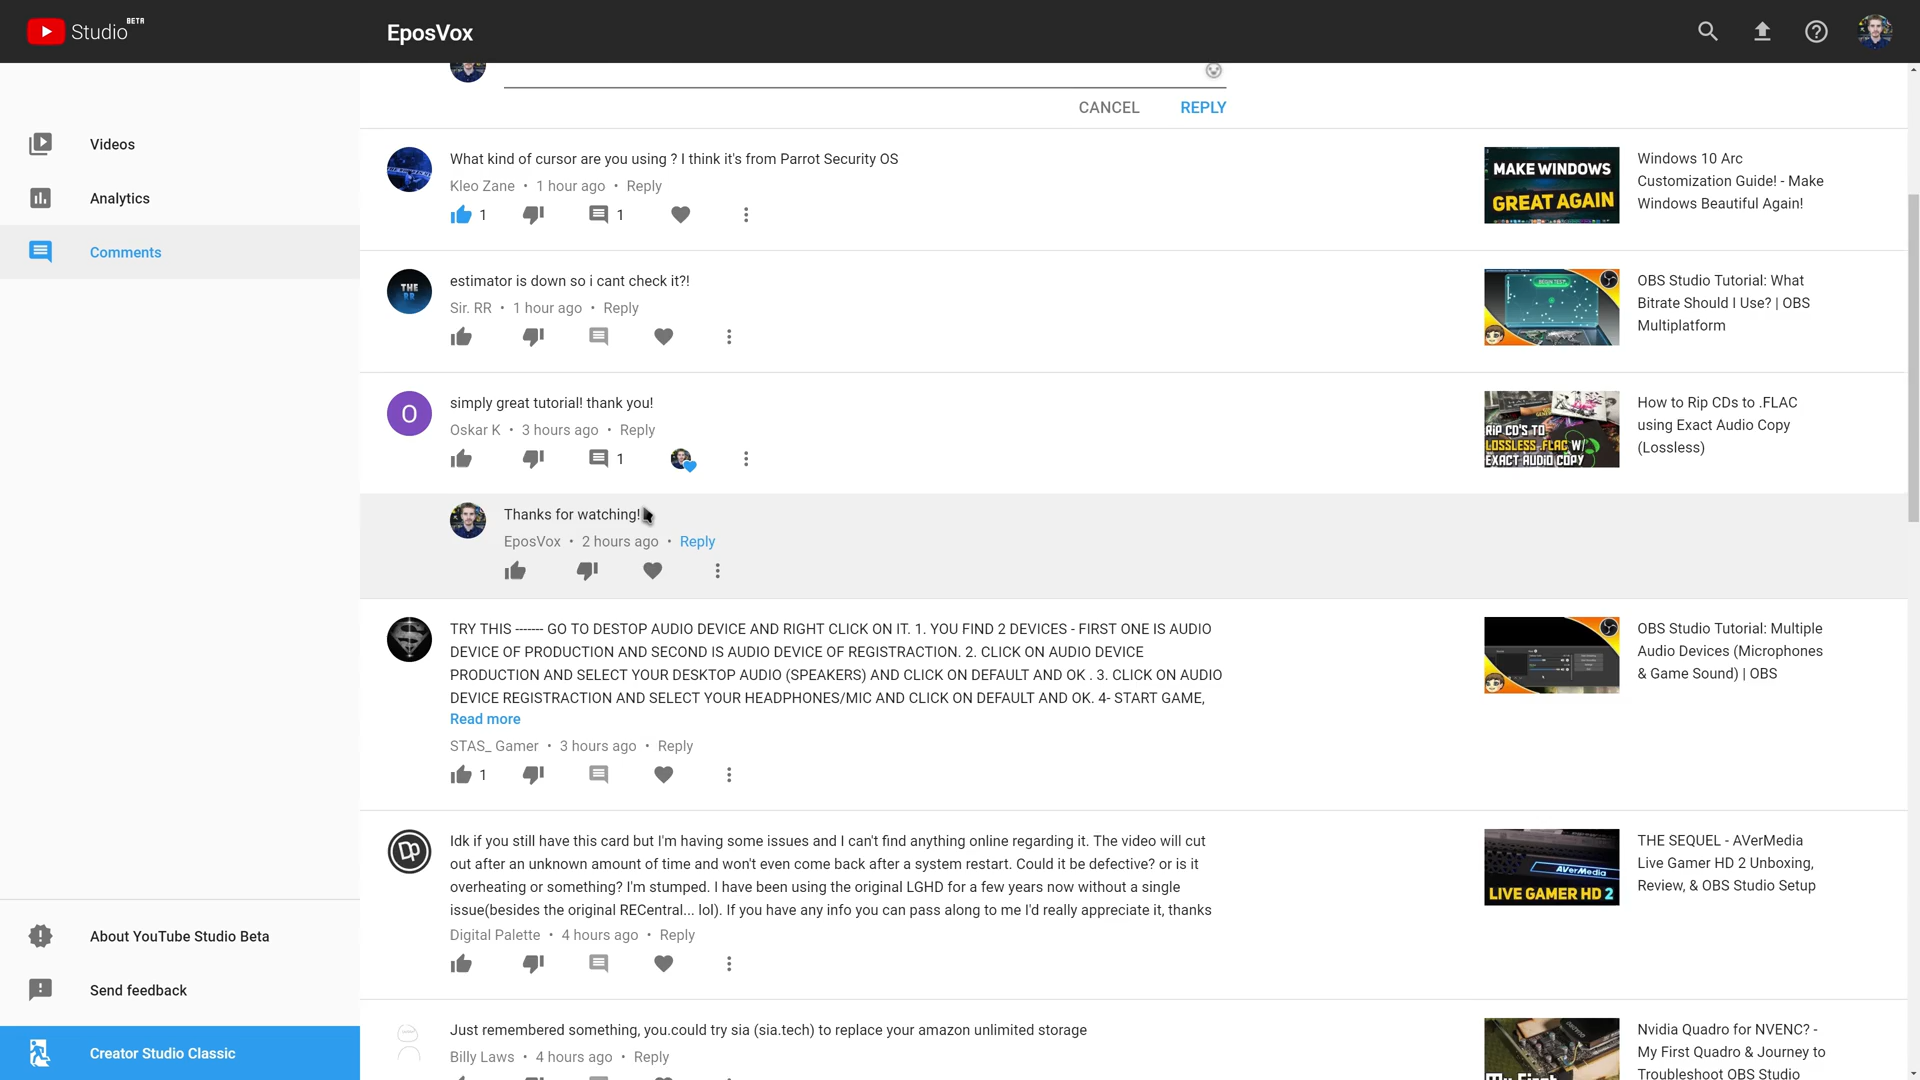 Studio BETA
EposVox
Videos
Analytics
Comments
About YouTube Studio Beta
Send feedback
Creator Studio Classic
CANCEL
REPLY
What kind of cursor are you using ? I think it's from Parrot Security OS
Kleo Zane • 1 hour ago • Reply
1
1
MAKE WINDOWS
GREAT AGAIN
Windows 10 Arc
Customization Guide! - Make
Windows Beautiful Again!
THE
RR
estimator is down so i cant check it?!
Sir. RR • 1 hour ago • Reply
BEGIN TEST
OBS Studio Tutorial: What
Bitrate Should I Use? | OBS
Multiplatform
O
simply great tutorial! thank you!
Oskar K • 3 hours ago • Reply
1
RIP CD'S TO
LOSSLESS .FLAC W/
EXACT AUDIO COPY
How to Rip CDs to .FLAC
using Exact Audio Copy
(Lossless)
Thanks for watching!
EposVox • 2 hours ago • Reply
TRY THIS ------- GO TO DESTOP AUDIO DEVICE AND RIGHT CLICK ON IT. 1. YOU FIND 2 DEVICES - FIRST ONE IS AUDIO
DEVICE OF PRODUCTION AND SECOND IS AUDIO DEVICE OF REGISTRACTION. 2. CLICK ON AUDIO DEVICE
PRODUCTION AND SELECT YOUR DESKTOP AUDIO (SPEAKERS) AND CLICK ON DEFAULT AND OK . 3. CLICK ON AUDIO
DEVICE REGISTRACTION AND SELECT YOUR HEADPHONES/MIC AND CLICK ON DEFAULT AND OK. 4- START GAME,
Read more
STAS_ Gamer • 3 hours ago • Reply
1
OBS Studio Tutorial: Multiple
Audio Devices (Microphones
& Game Sound) | OBS
Dp
Idk if you still have this card but I'm having some issues and I can't find anything online regarding it. The video will cut
out after an unknown amount of time and won't even come back after a system restart. Could it be defective? or is it
overheating or something? I'm stumped. I have been using the original LGHD for a few years now without a single
issue(besides the original RECentral... lol). If you have any info you can pass along to me I'd really appreciate it, thanks
Digital Palette • 4 hours ago • Reply
AVerMedia
LIVE GAMER HD 2
THE SEQUEL - AVerMedia
Live Gamer HD 2 Unboxing,
Review, & OBS Studio Setup
Just remembered something, you.could try sia (sia.tech) to replace your amazon unlimited storage
Billy Laws • 4 hours ago • Reply
My First
Nvidia Quadro for NVENC? -
My First Quadro & Journey to
Troubleshoot OBS Studio